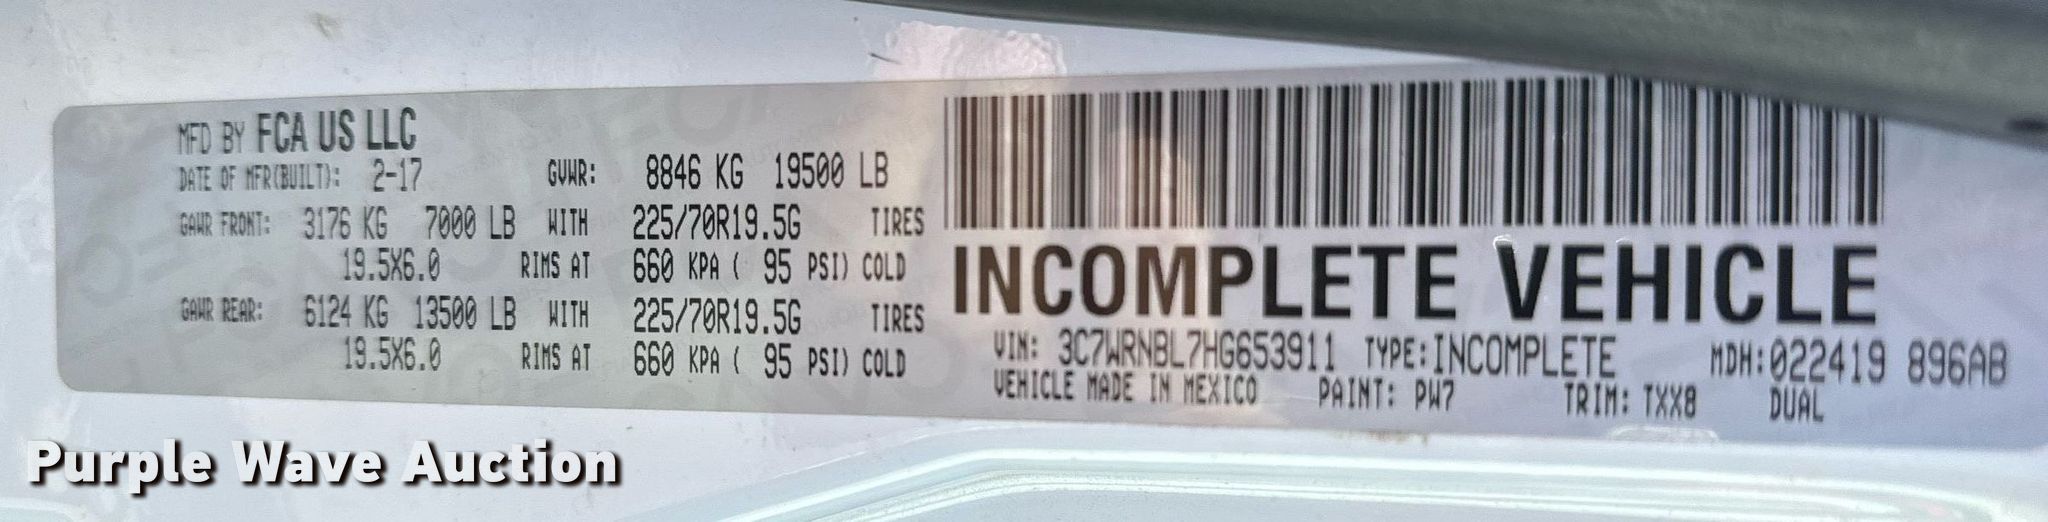 MFD BY FCA US LLC
DATE OF MFR(BUILT): 2-17 GVWR: 8846 KG 19500 LB
GAWR FRONT: 3176 KG 7000 LB WITH 225/70R19.5G TIRES
19.5X6.0 RIMS AT 660 KPA ( 95 PSI) COLD
GAWR REAR: 6124 KG 13500 LB WITH 225/70R19.5G TIRES
19.5X6.0 RIMS AT 660 KPA ( 95 PSI) COLD
INCOMPLETE VEHICLE
VIN: 3C7WRNBL7HG653911 TYPE:INCOMPLETE MDH:022419 896AB
VEHICLE MADE IN MEXICO PAINT: PW7 TRIM: TXX8 DUAL
Purple Wave Auction